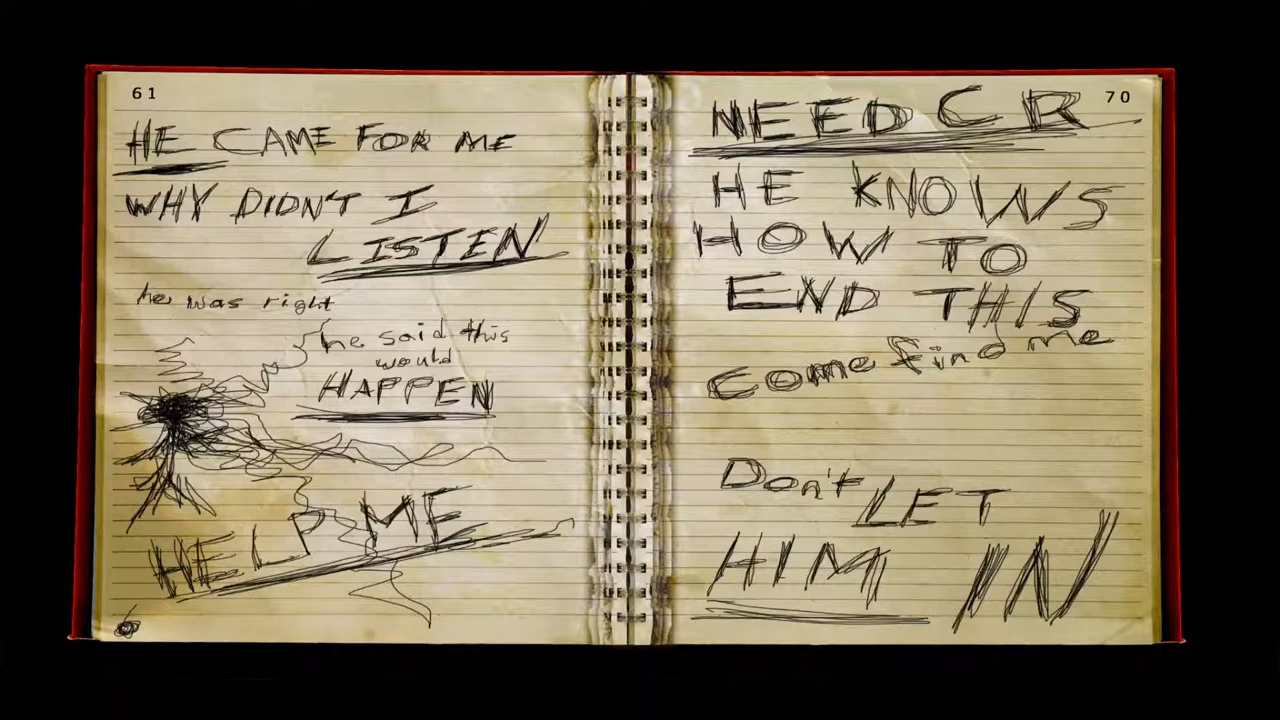 61
HE CAME FOR ME
WHY DIDN'T I
LISTEN
he was right
he said this
would
HAPPEN
HELP ME
70
NEED CR
HE KNOWS
HOW TO
END THIS
come find me
Don't LET
HIM IN